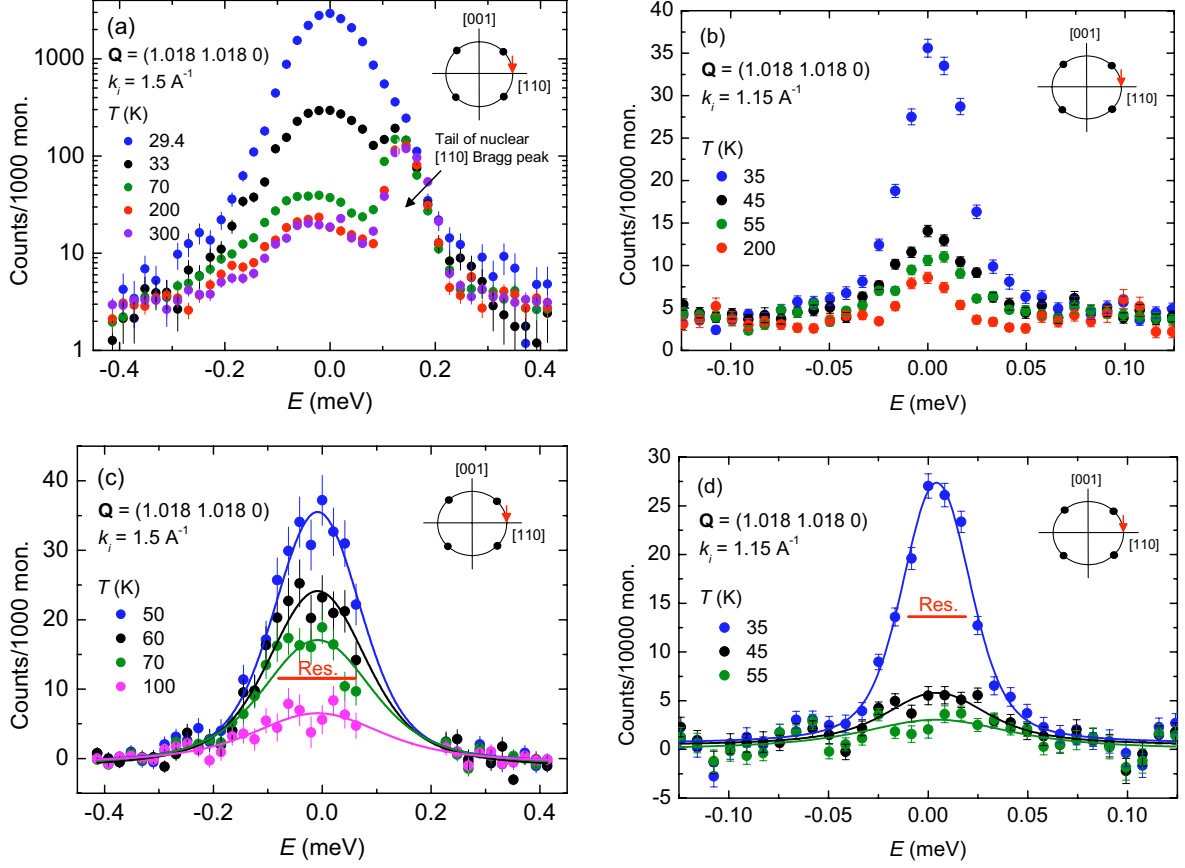 (a)
Q = (1.018 1.018 0)
k_i = 1.5 A⁻¹
T (K)
29.4
33
70
200
300
[001]
[110]
Tail of nuclear
[110] Bragg peak
1000
100
10
1
Counts/1000 mon.
-0.4 -0.2 0.0 0.2 0.4
E (meV)
(b)
Q = (1.018 1.018 0)
k_i = 1.15 A⁻¹
T (K)
35
45
55
200
[001]
[110]
40
35
30
25
20
15
10
5
0
Counts/10000 mon.
-0.10 -0.05 0.00 0.05 0.10
E (meV)
(c)
Q = (1.018 1.018 0)
k_i = 1.5 A⁻¹
T (K)
50
60
70
100
[001]
[110]
Res.
40
30
20
10
0
Counts/1000 mon.
-0.4 -0.2 0.0 0.2 0.4
E (meV)
(d)
Q = (1.018 1.018 0)
k_i = 1.15 A⁻¹
T (K)
35
45
55
[001]
[110]
Res.
30
25
20
15
10
5
0
-5
Counts/10000 mon.
-0.10 -0.05 0.00 0.05 0.10
E (meV)